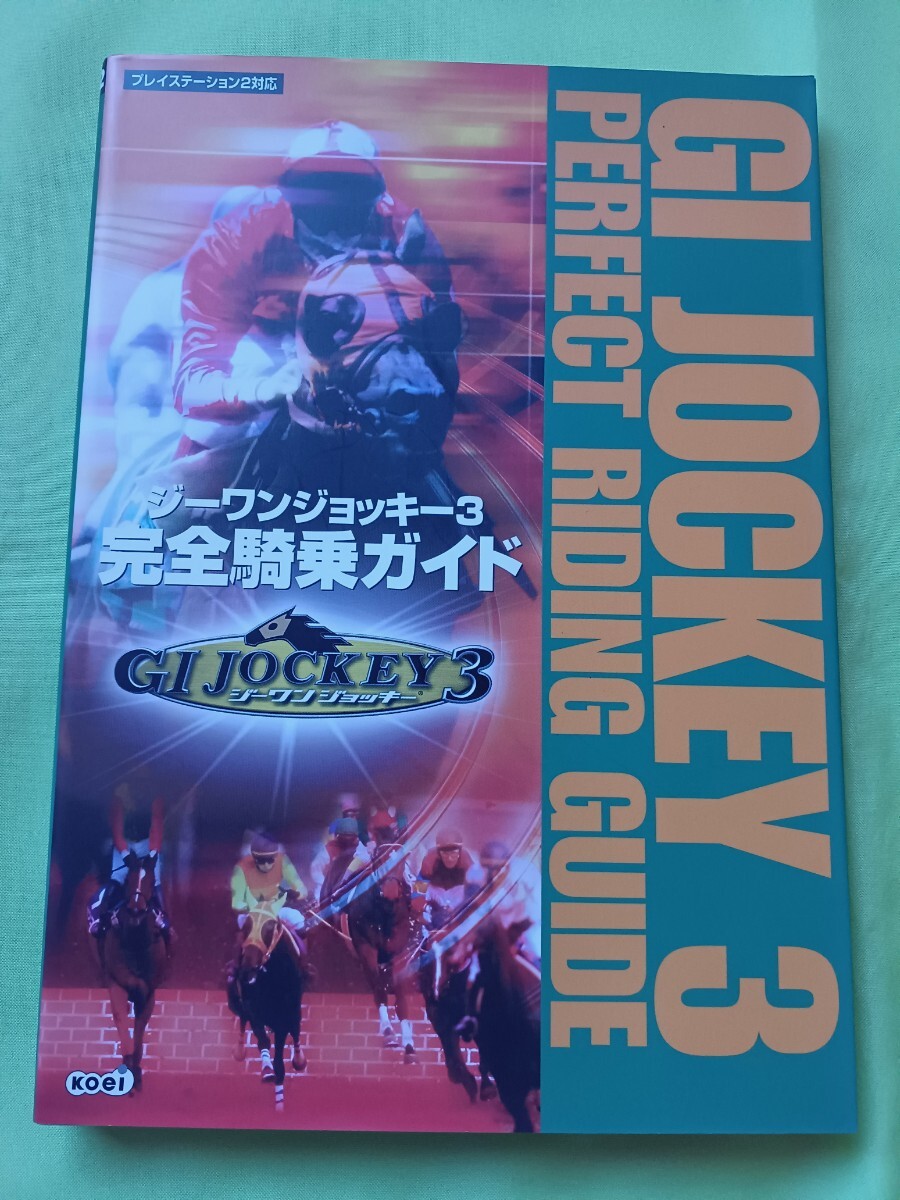 プレイステーション2対応
GI JOCKEY 3
PERFECT RIDING GUIDE
ジーワンジョッキー3
完全騎乗ガイド
GI JOCKEY 3
ジーワンジョッキー®
KOEI